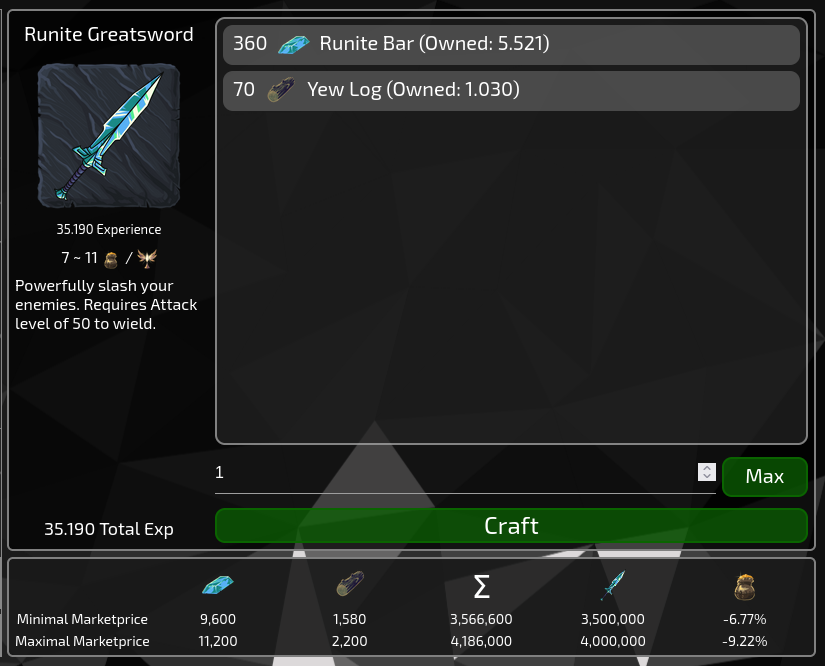 Runite Greatsword
360 Runite Bar (Owned: 5.521)
70 Yew Log (Owned: 1.030)
35.190 Experience
7 ~ 11 /
Powerfully slash your
enemies. Requires Attack
level of 50 to wield.
1
Max
35.190 Total Exp
Craft
Σ
Minimal Marketprice 9,600 1,580 3,566,600 3,500,000 -6.77%
Maximal Marketprice 11,200 2,200 4,186,000 4,000,000 -9.22%